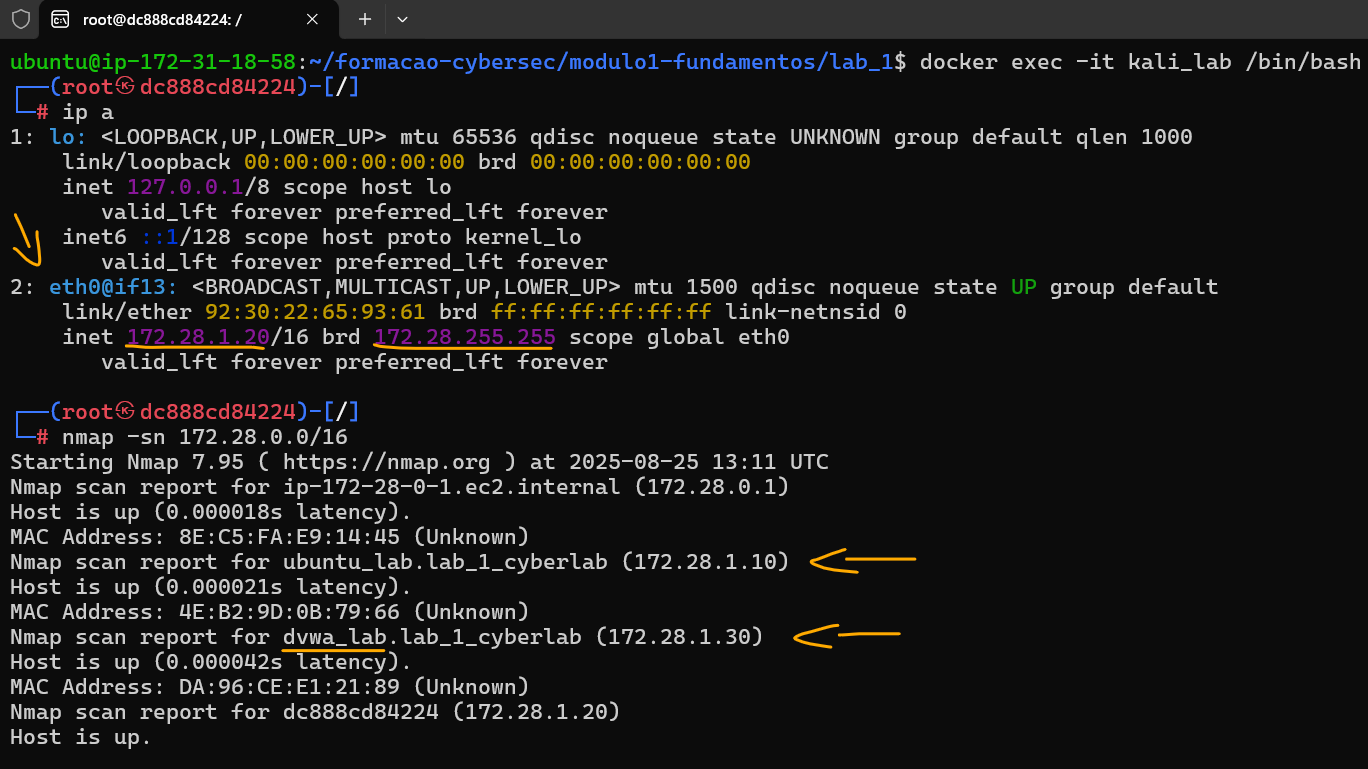 root@dc888cd84224: /
ubuntu@ip-172-31-18-58:~/formacao-cybersec/modulo1-fundamentos/lab_1$ docker exec -it kali_lab /bin/bash
┌──(root㉿dc888cd84224)-[/]
└─# ip a
1: lo: <LOOPBACK,UP,LOWER_UP> mtu 65536 qdisc noqueue state UNKNOWN group default qlen 1000
    link/loopback 00:00:00:00:00:00 brd 00:00:00:00:00:00
    inet 127.0.0.1/8 scope host lo
       valid_lft forever preferred_lft forever
    inet6 ::1/128 scope host proto kernel_lo
       valid_lft forever preferred_lft forever
2: eth0@if13: <BROADCAST,MULTICAST,UP,LOWER_UP> mtu 1500 qdisc noqueue state UP group default
    link/ether 92:30:22:65:93:61 brd ff:ff:ff:ff:ff:ff link-netnsid 0
    inet 172.28.1.20/16 brd 172.28.255.255 scope global eth0
       valid_lft forever preferred_lft forever
┌──(root㉿dc888cd84224)-[/]
└─# nmap -sn 172.28.0.0/16
Starting Nmap 7.95 ( https://nmap.org ) at 2025-08-25 13:11 UTC
Nmap scan report for ip-172-28-0-1.ec2.internal (172.28.0.1)
Host is up (0.000018s latency).
MAC Address: 8E:C5:FA:E9:14:45 (Unknown)
Nmap scan report for ubuntu_lab.lab_1_cyberlab (172.28.1.10)
Host is up (0.000021s latency).
MAC Address: 4E:B2:9D:0B:79:66 (Unknown)
Nmap scan report for dvwa_lab.lab_1_cyberlab (172.28.1.30)
Host is up (0.000042s latency).
MAC Address: DA:96:CE:E1:21:89 (Unknown)
Nmap scan report for dc888cd84224 (172.28.1.20)
Host is up.